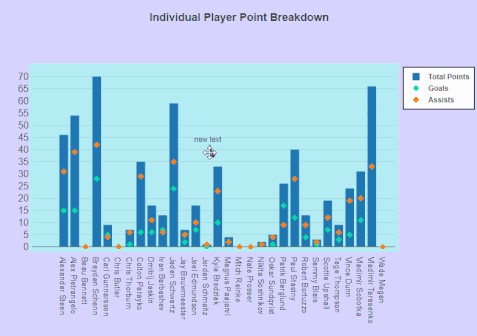 Individual Player Point Breakdown
Total Points
Goals
Assists
new text
70
65
60
55
50
45
40
35
30
25
20
15
10
5
0
Alexander Steen
Alex Pietrangelo
Beau Bennett
Brayden Schenn
Carl Gunnarsson
Chris Butler
Chris Thorburn
Colton Parayko
Dmitrij Jaskin
Ivan Barbashev
Jaden Schwartz
Jay Bouwmeester
Joel Edmundson
Jordan Schmaltz
Kyle Brodziak
Magnus Paajarvi
Mitch Reinke
Nate Prosser
Nikita Soshnikov
Oskar Sundqvist
Patrik Berglund
Paul Stastny
Robert Bortuzzo
Sammy Blais
Scottie Upshall
Tage Thompson
Vince Dunn
Vladimir Sobotka
Vladimir Tarasenko
Wade Megan